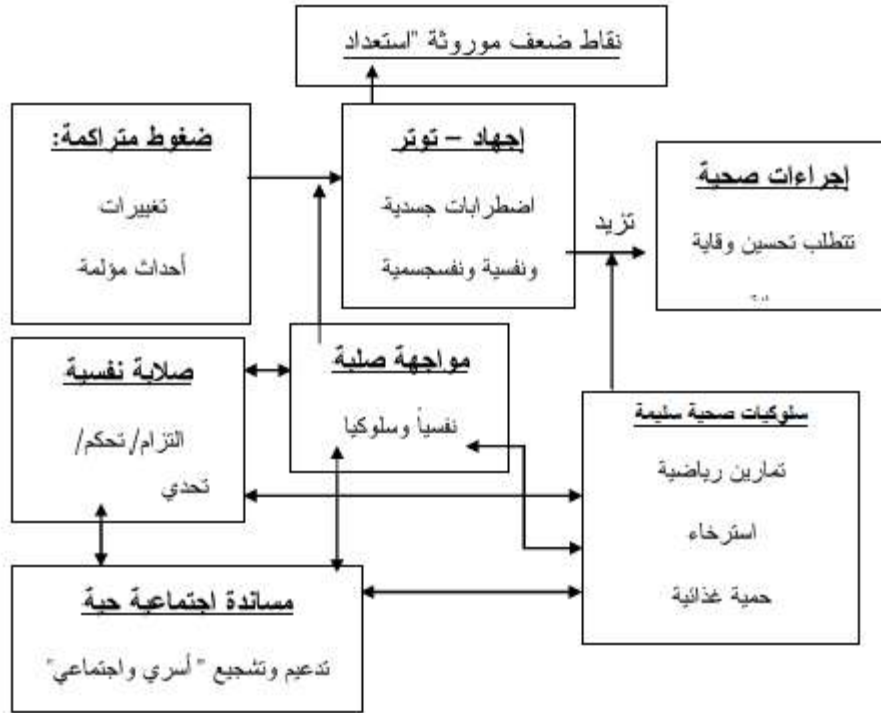 نقاط ضعف موروثة "استعداد
ضغوط متراكمة:
تغييرات
أحداث مؤلمة
إجهاد – توتر
اضطرابات جسدية
ونفسية ونفسجسمية
تزيد
إجراءات صحية
تتطلب تحسين وقاية
صلابة نفسية
التزام/ تحكم/
تحدي
مواجهة صلبة
نفسياً وسلوكيا
سلوكيات صحية سليمة
تمارين رياضية
استرخاء
حمية غذائية
مساندة اجتماعية حية
تدعيم وتشجيع " أسري واجتماعي"